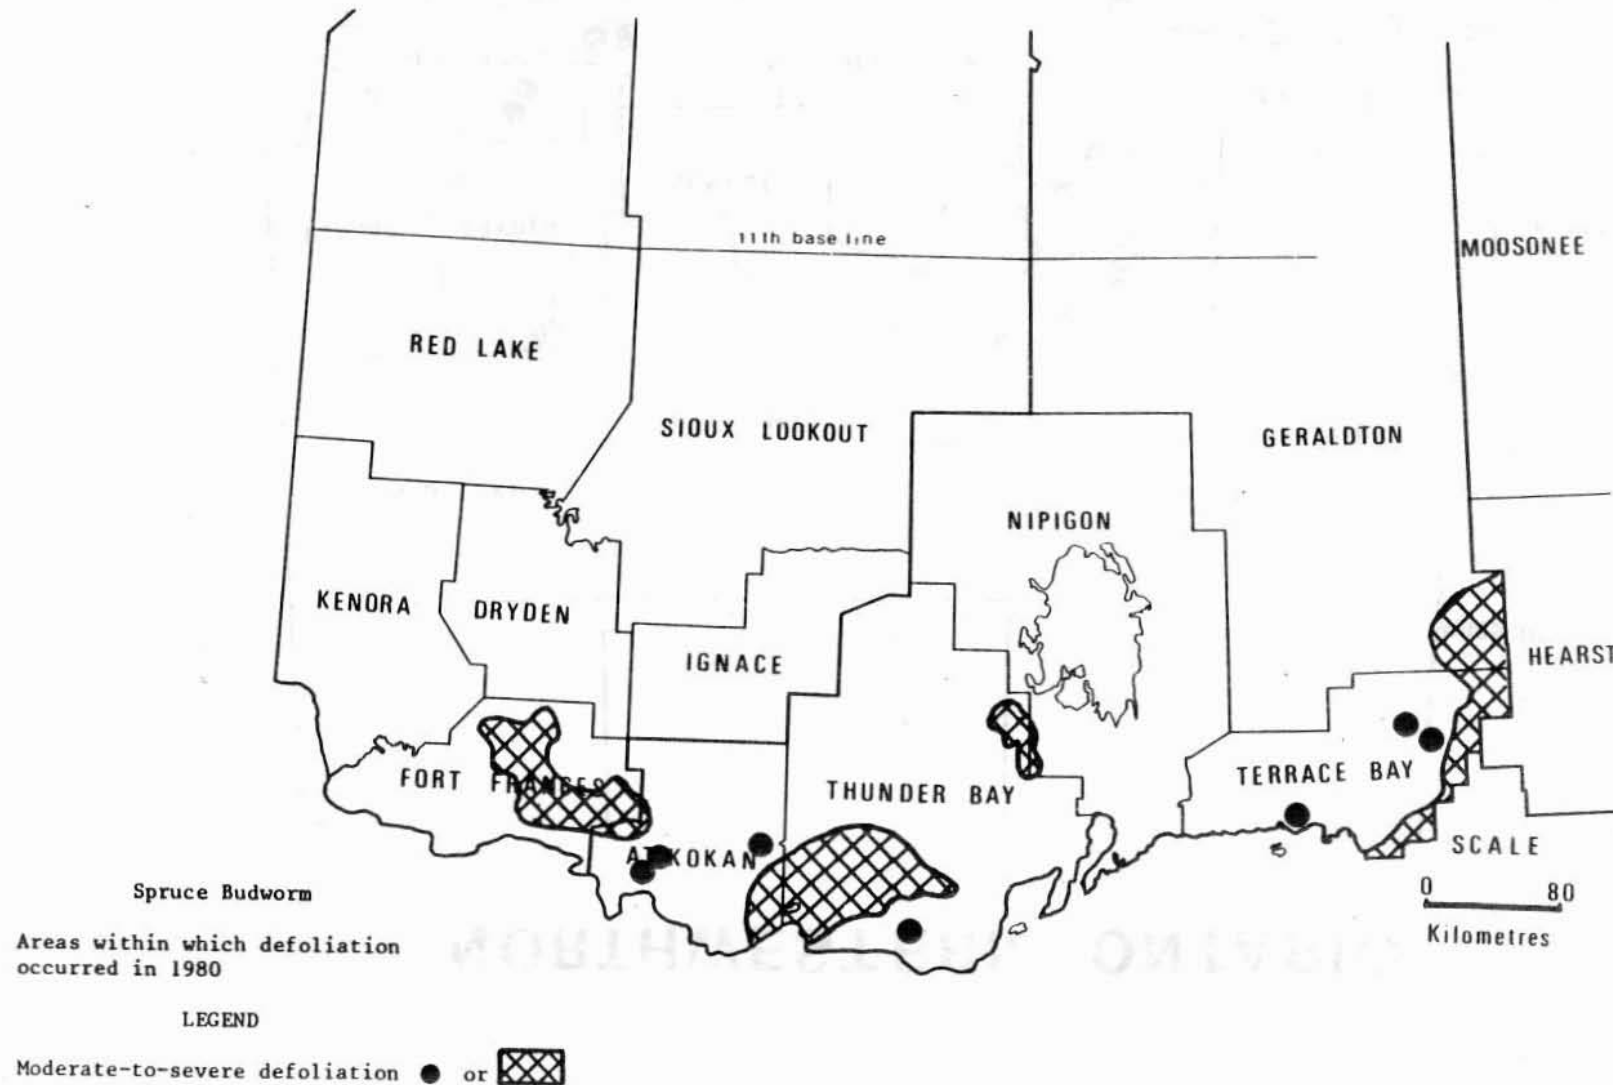 11th base line
MOOSONEE
RED LAKE
SIOUX LOOKOUT
GERALDTON
NIPIGON
KENORA
DRYDEN
IGNACE
HEARST
FORT FRANCES
THUNDER BAY
TERRACE BAY
ATIKOKAN
SCALE
0 80
Kilometres
Spruce Budworm
Areas within which defoliation
occurred in 1980
LEGEND
Moderate-to-severe defoliation or